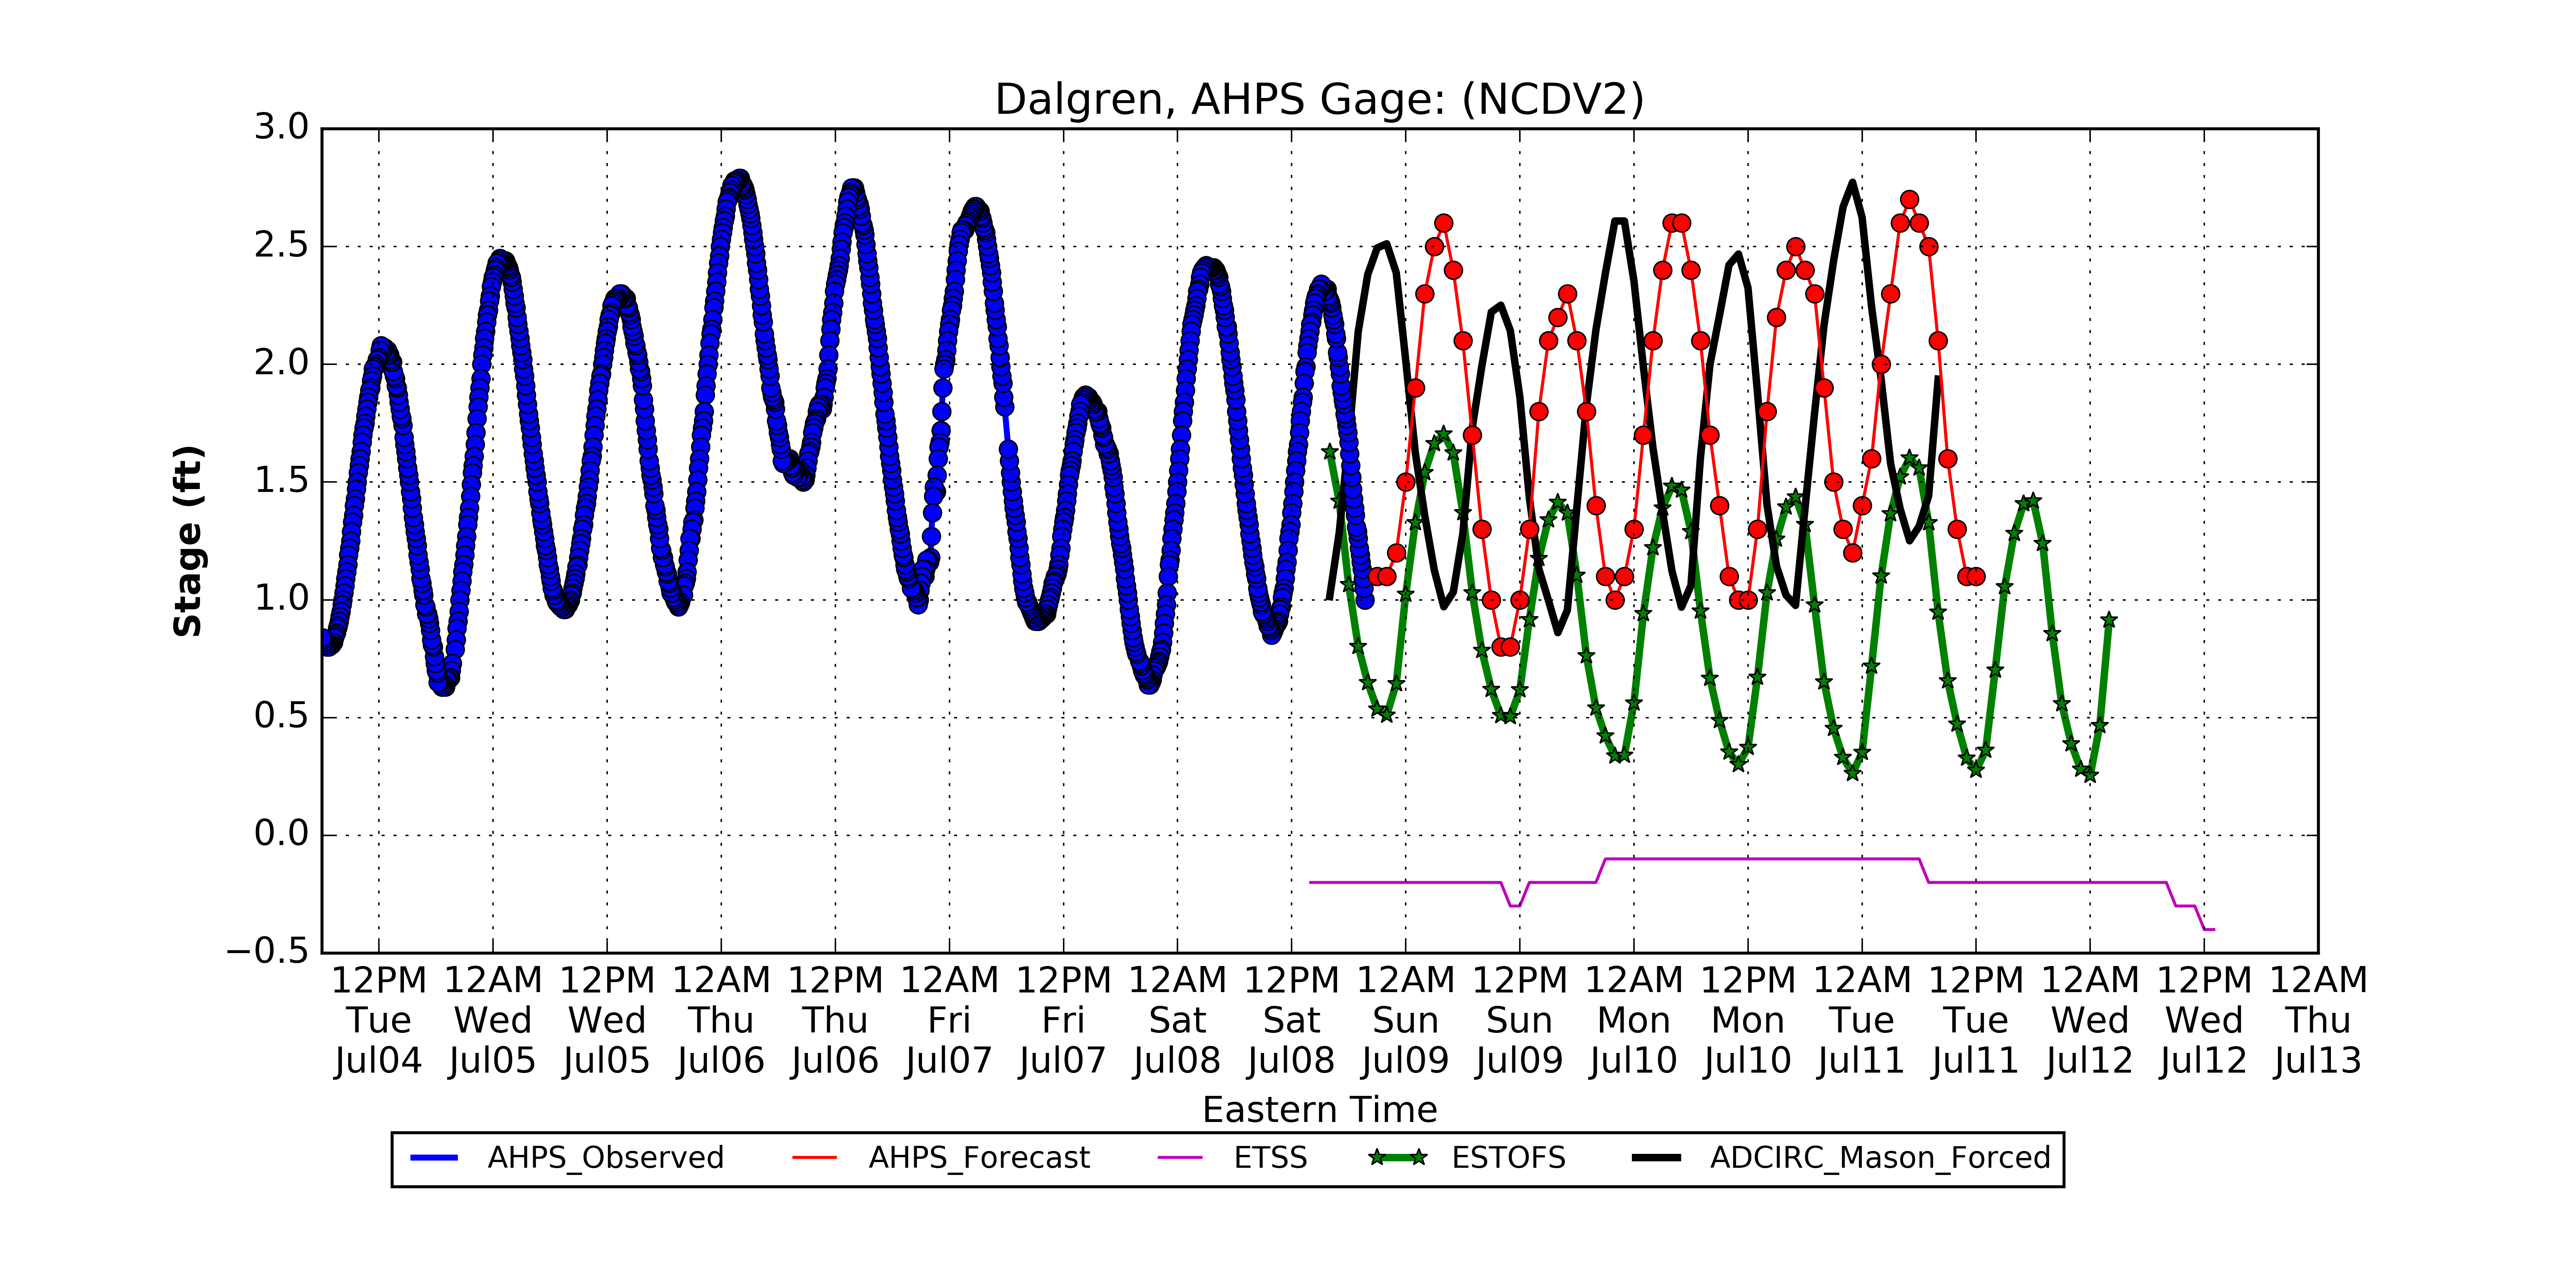 Dalgren, AHPS Gage: (NCDV2)
3.0
2.5
2.0
1.5
1.0
0.5
0.0
−0.5
Stage (ft)
12PM 12AM 12PM 12AM 12PM 12AM 12PM 12AM 12PM 12AM 12PM 12AM 12PM 12AM 12PM 12AM 12PM 12AM
Tue Wed Wed Thu Thu Fri Fri Sat Sat Sun Sun Mon Mon Tue Tue Wed Wed Thu
Jul04 Jul05 Jul05 Jul06 Jul06 Jul07 Jul07 Jul08 Jul08 Jul09 Jul09 Jul10 Jul10 Jul11 Jul11 Jul12 Jul12 Jul13
Eastern Time
AHPS_Observed AHPS_Forecast ETSS ESTOFS ADCIRC_Mason_Forced